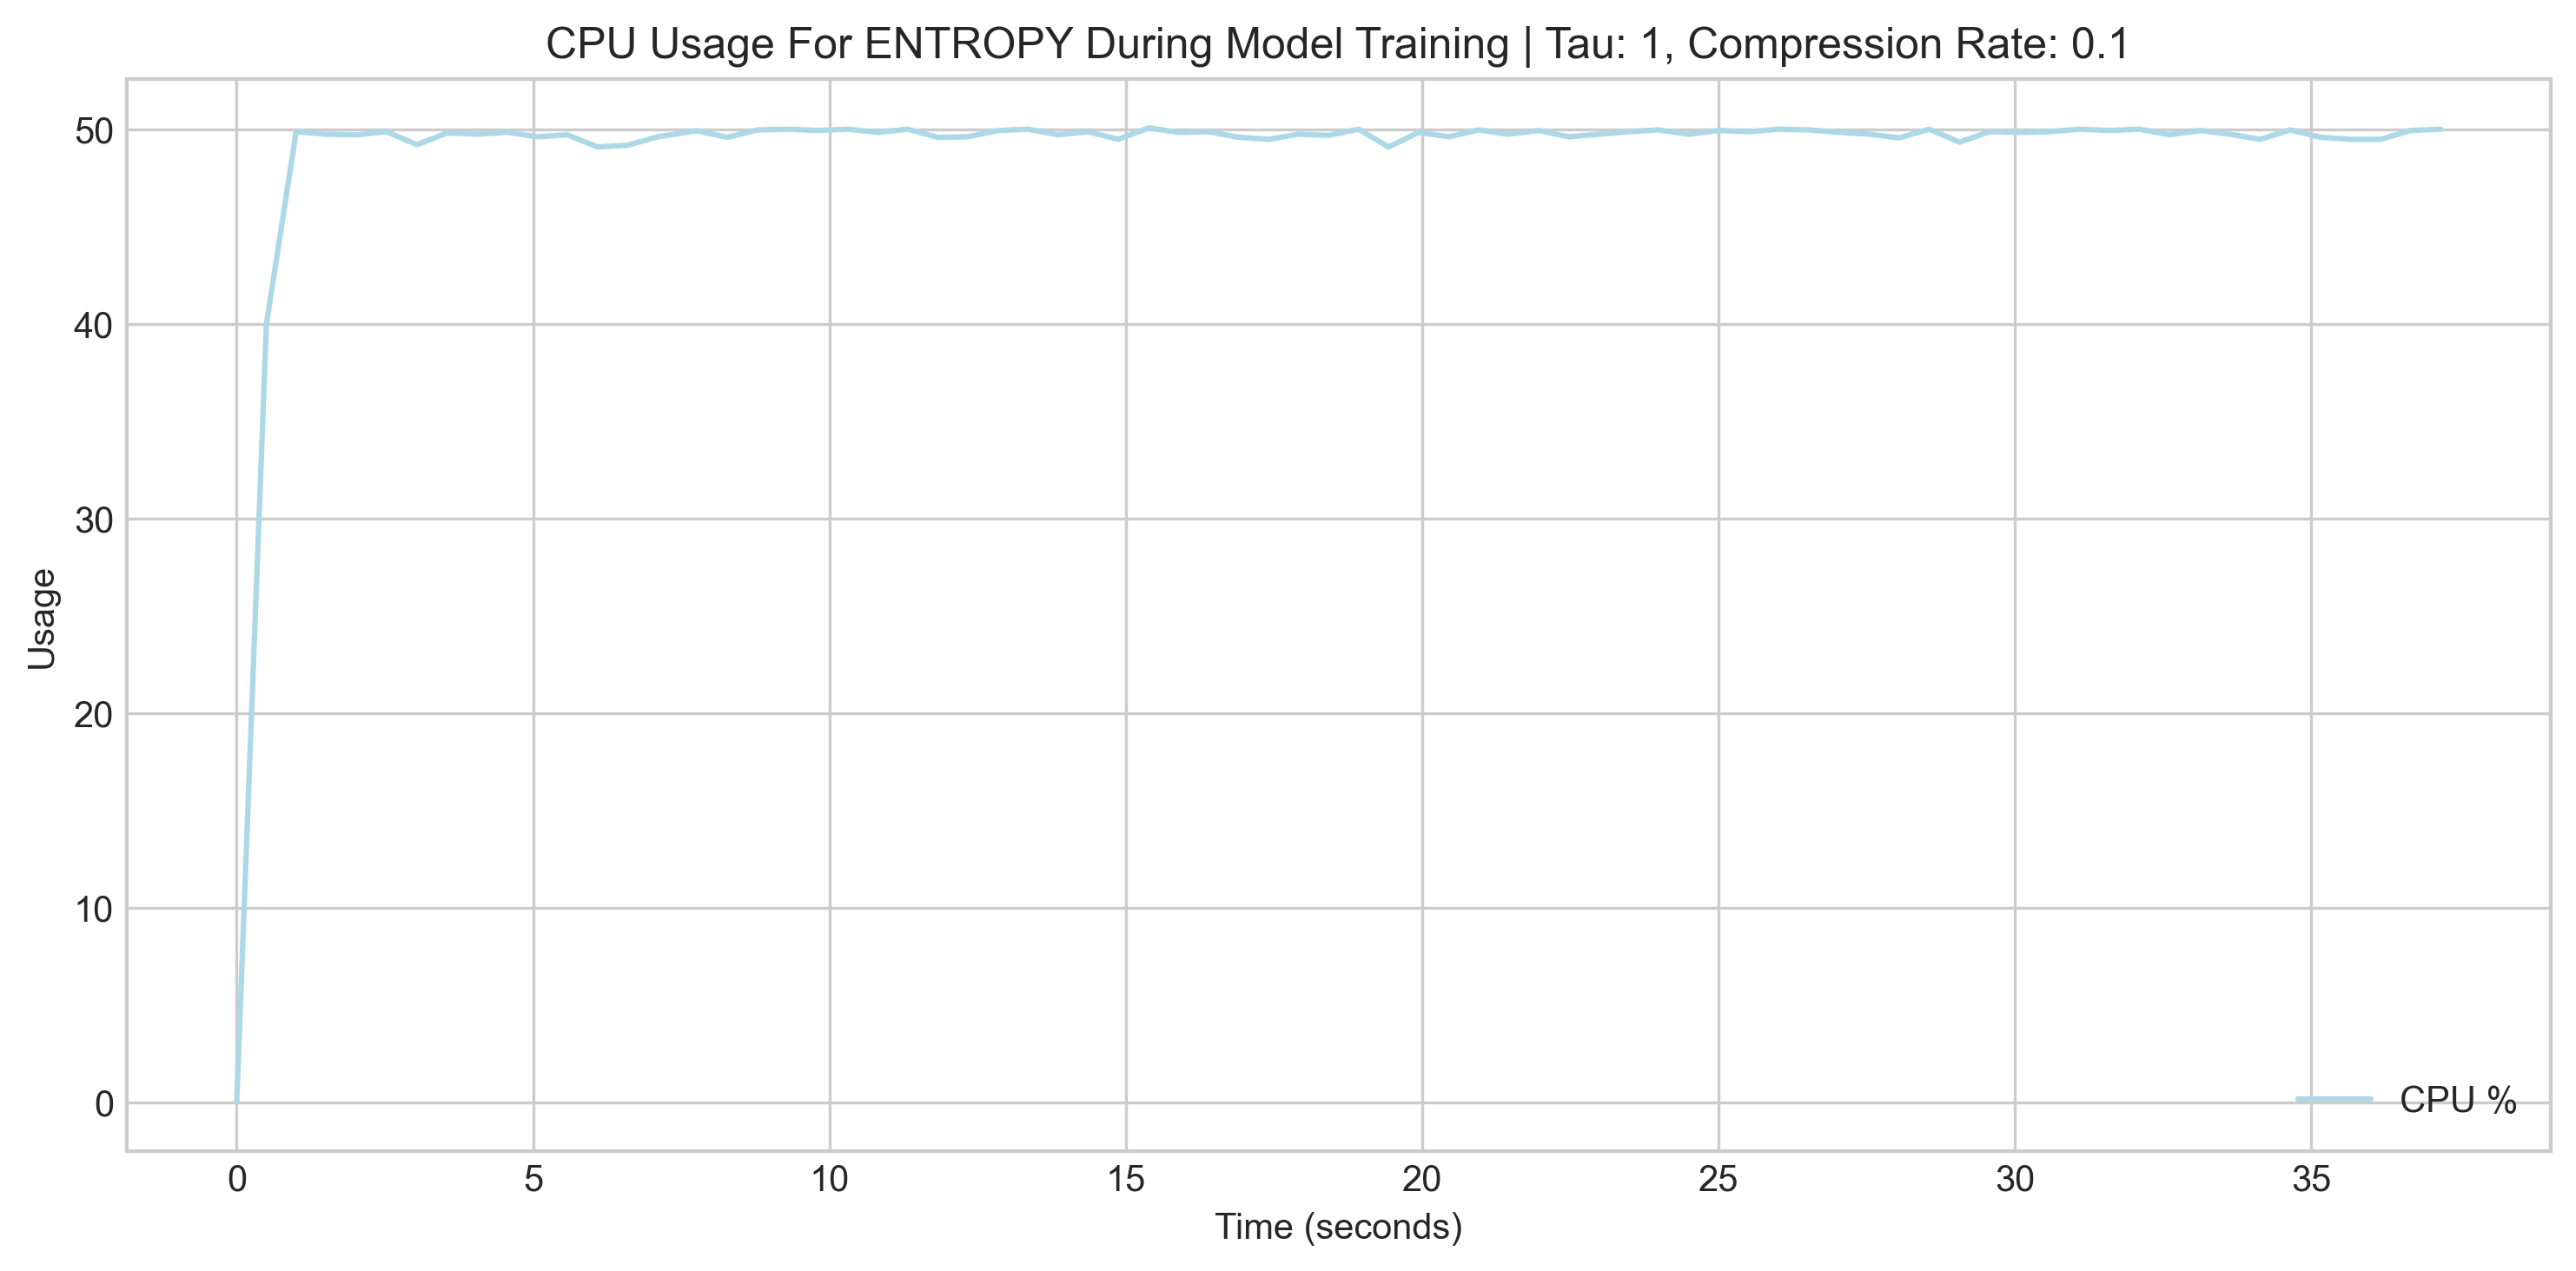 CPU Usage For ENTROPY During Model Training | Tau: 1, Compression Rate: 0.1
50
40
30
20
10
0
Usage
CPU %
0 5 10 15 20 25 30 35
Time (seconds)